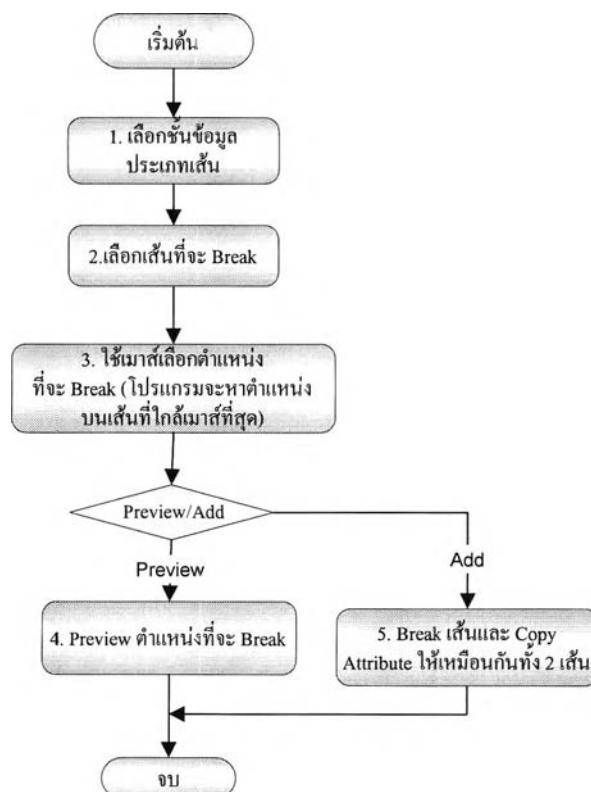 เริ่มต้น
1. เลือกชั้นข้อมูล
ประเภทเส้น
2.เลือกเส้นที่จะ Break
3. ใช้เมาส์เลือกตำแหน่ง
ที่จะ Break (โปรแกรมจะหาตำแหน่ง
บนเส้นที่ใกล้เมาส์ที่สุด)
Preview/Add
Preview
Add
4. Preview ตำแหน่งที่จะ Break
5. Break เส้นและ Copy
Attribute ให้เหมือนกันทั้ง 2 เส้น
จบ